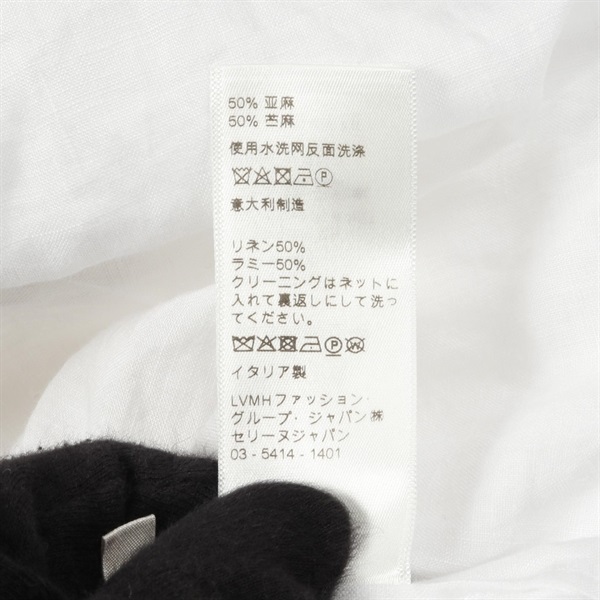 50% 亚麻
50% 苎麻
使用水洗网反面洗涤
P
意大利制造
リネン50%
ラミー50%
クリーニングはネットに
入れて裏返しにして洗っ
てください。
P W
イタリア製
LVMHファッション·
グループ·ジャパン㈱
セリーヌジャパン
03 - 5414 - 1401